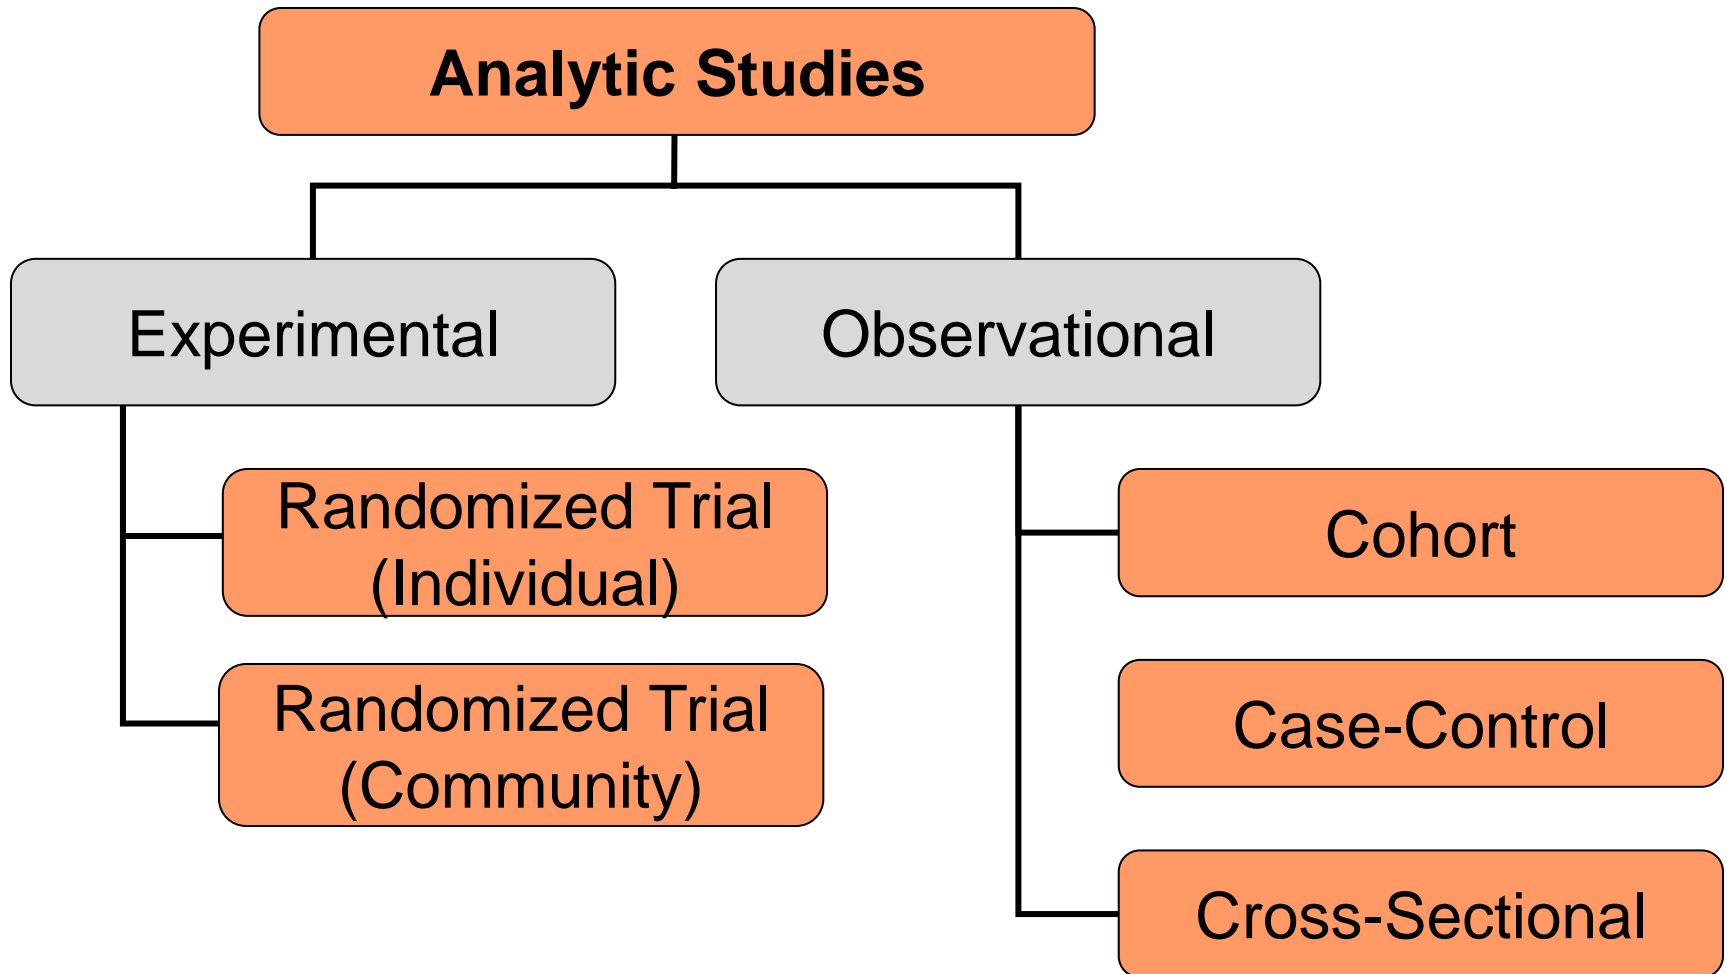 Analytic Studies
Experimental
Observational
Randomized Trial
(Individual)
Randomized Trial
(Community)
Cohort
Case-Control
Cross-Sectional